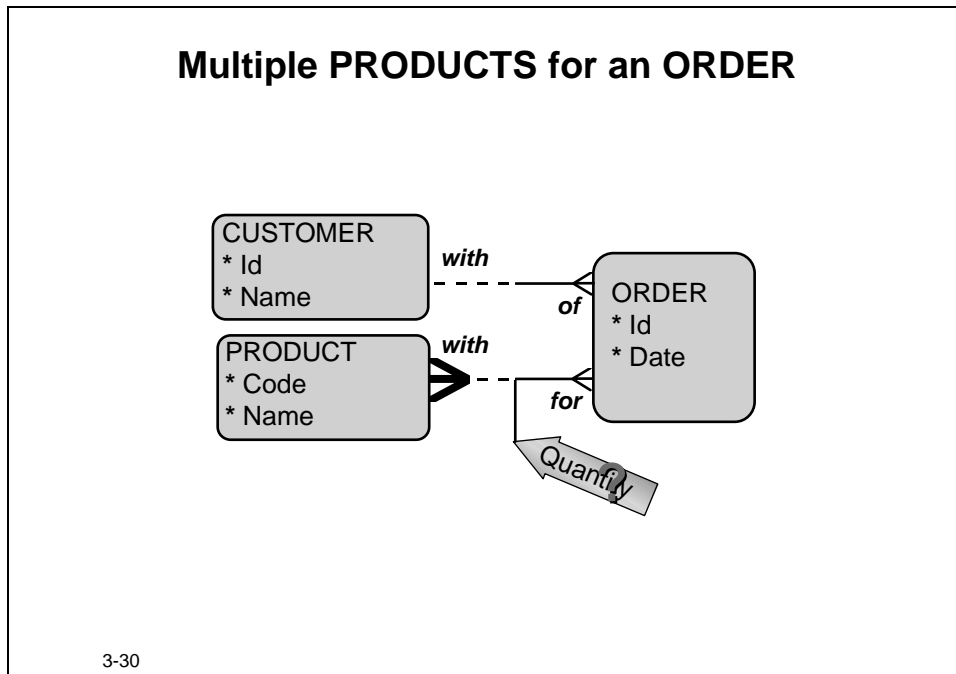 Multiple PRODUCTS for an ORDER
CUSTOMER
* Id
* Name
with
of
PRODUCT
* Code
* Name
with
for
ORDER
* Id
* Date
Quantity
?
3-30